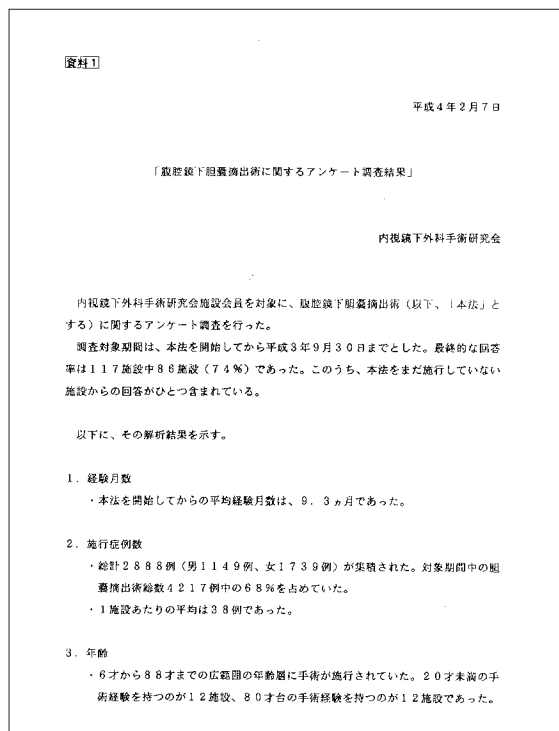 資料1
平成4年2月7日
「腹腔鏡下胆嚢摘出術に関するアンケート調査結果」
内視鏡下外科手術研究会
内視鏡下外科手術研究会施設会員を対象に、腹腔鏡下胆嚢摘出術（以下、「本法」と
する）に関するアンケート調査を行った。
調査対象期間は、本法を開始してから平成3年9月30日までとした。最終的な回答
率は117施設中86施設（74%）であった。このうち、本法をまだ施行していない
施設からの回答がひとつ含まれている。
以下に、その解析結果を示す。
1．経験月数
・本法を開始してからの平均経験月数は、9．3ヵ月であった。
2．施行症例数
・総計2888例（男1149例、女1739例）が集積された。対象期間中の胆
嚢摘出術総数4217例中の68%を占めていた。
・1施設あたりの平均は38例であった。
3．年齢
・6才から88才までの広範囲の年齢層に手術が施行されていた。20才未満の手
術経験を持つのが12施設、80才台の手術経験を持つのが12施設であった。